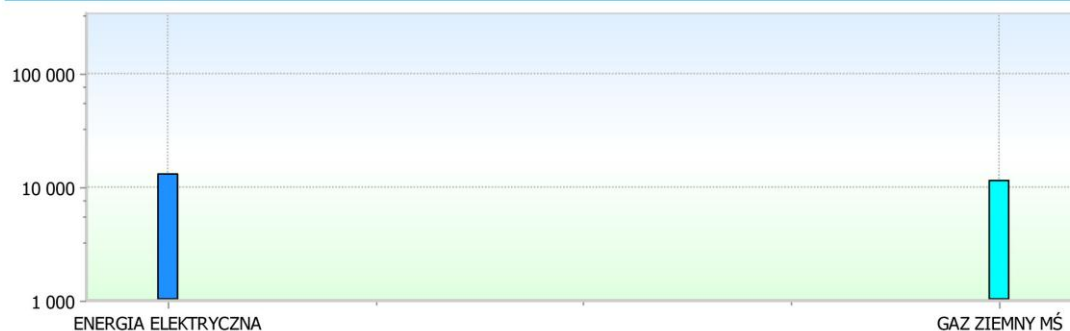 100 000
10 000
1 000
ENERGIA ELEKTRYCZNA GAZ ZIEMNY MŚ